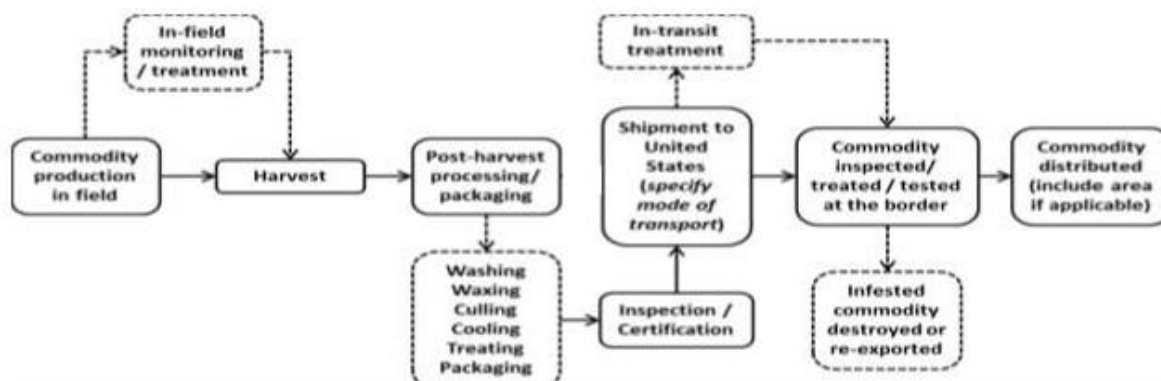 In-field
monitoring
/ treatment
Commodity
production
in field
Harvest
Post-harvest
processing/
packaging
Washing
Waxing
Culling
Cooling
Treating
Packaging
Inspection /
Certification
Shipment to
United
States
(specify
mode of
transport)
In-transit
treatment
Commodity
inspected/
treated / tested
at the border
Infested
commodity
destroyed or
re-exported
Commodity
distributed
(include area
if applicable)